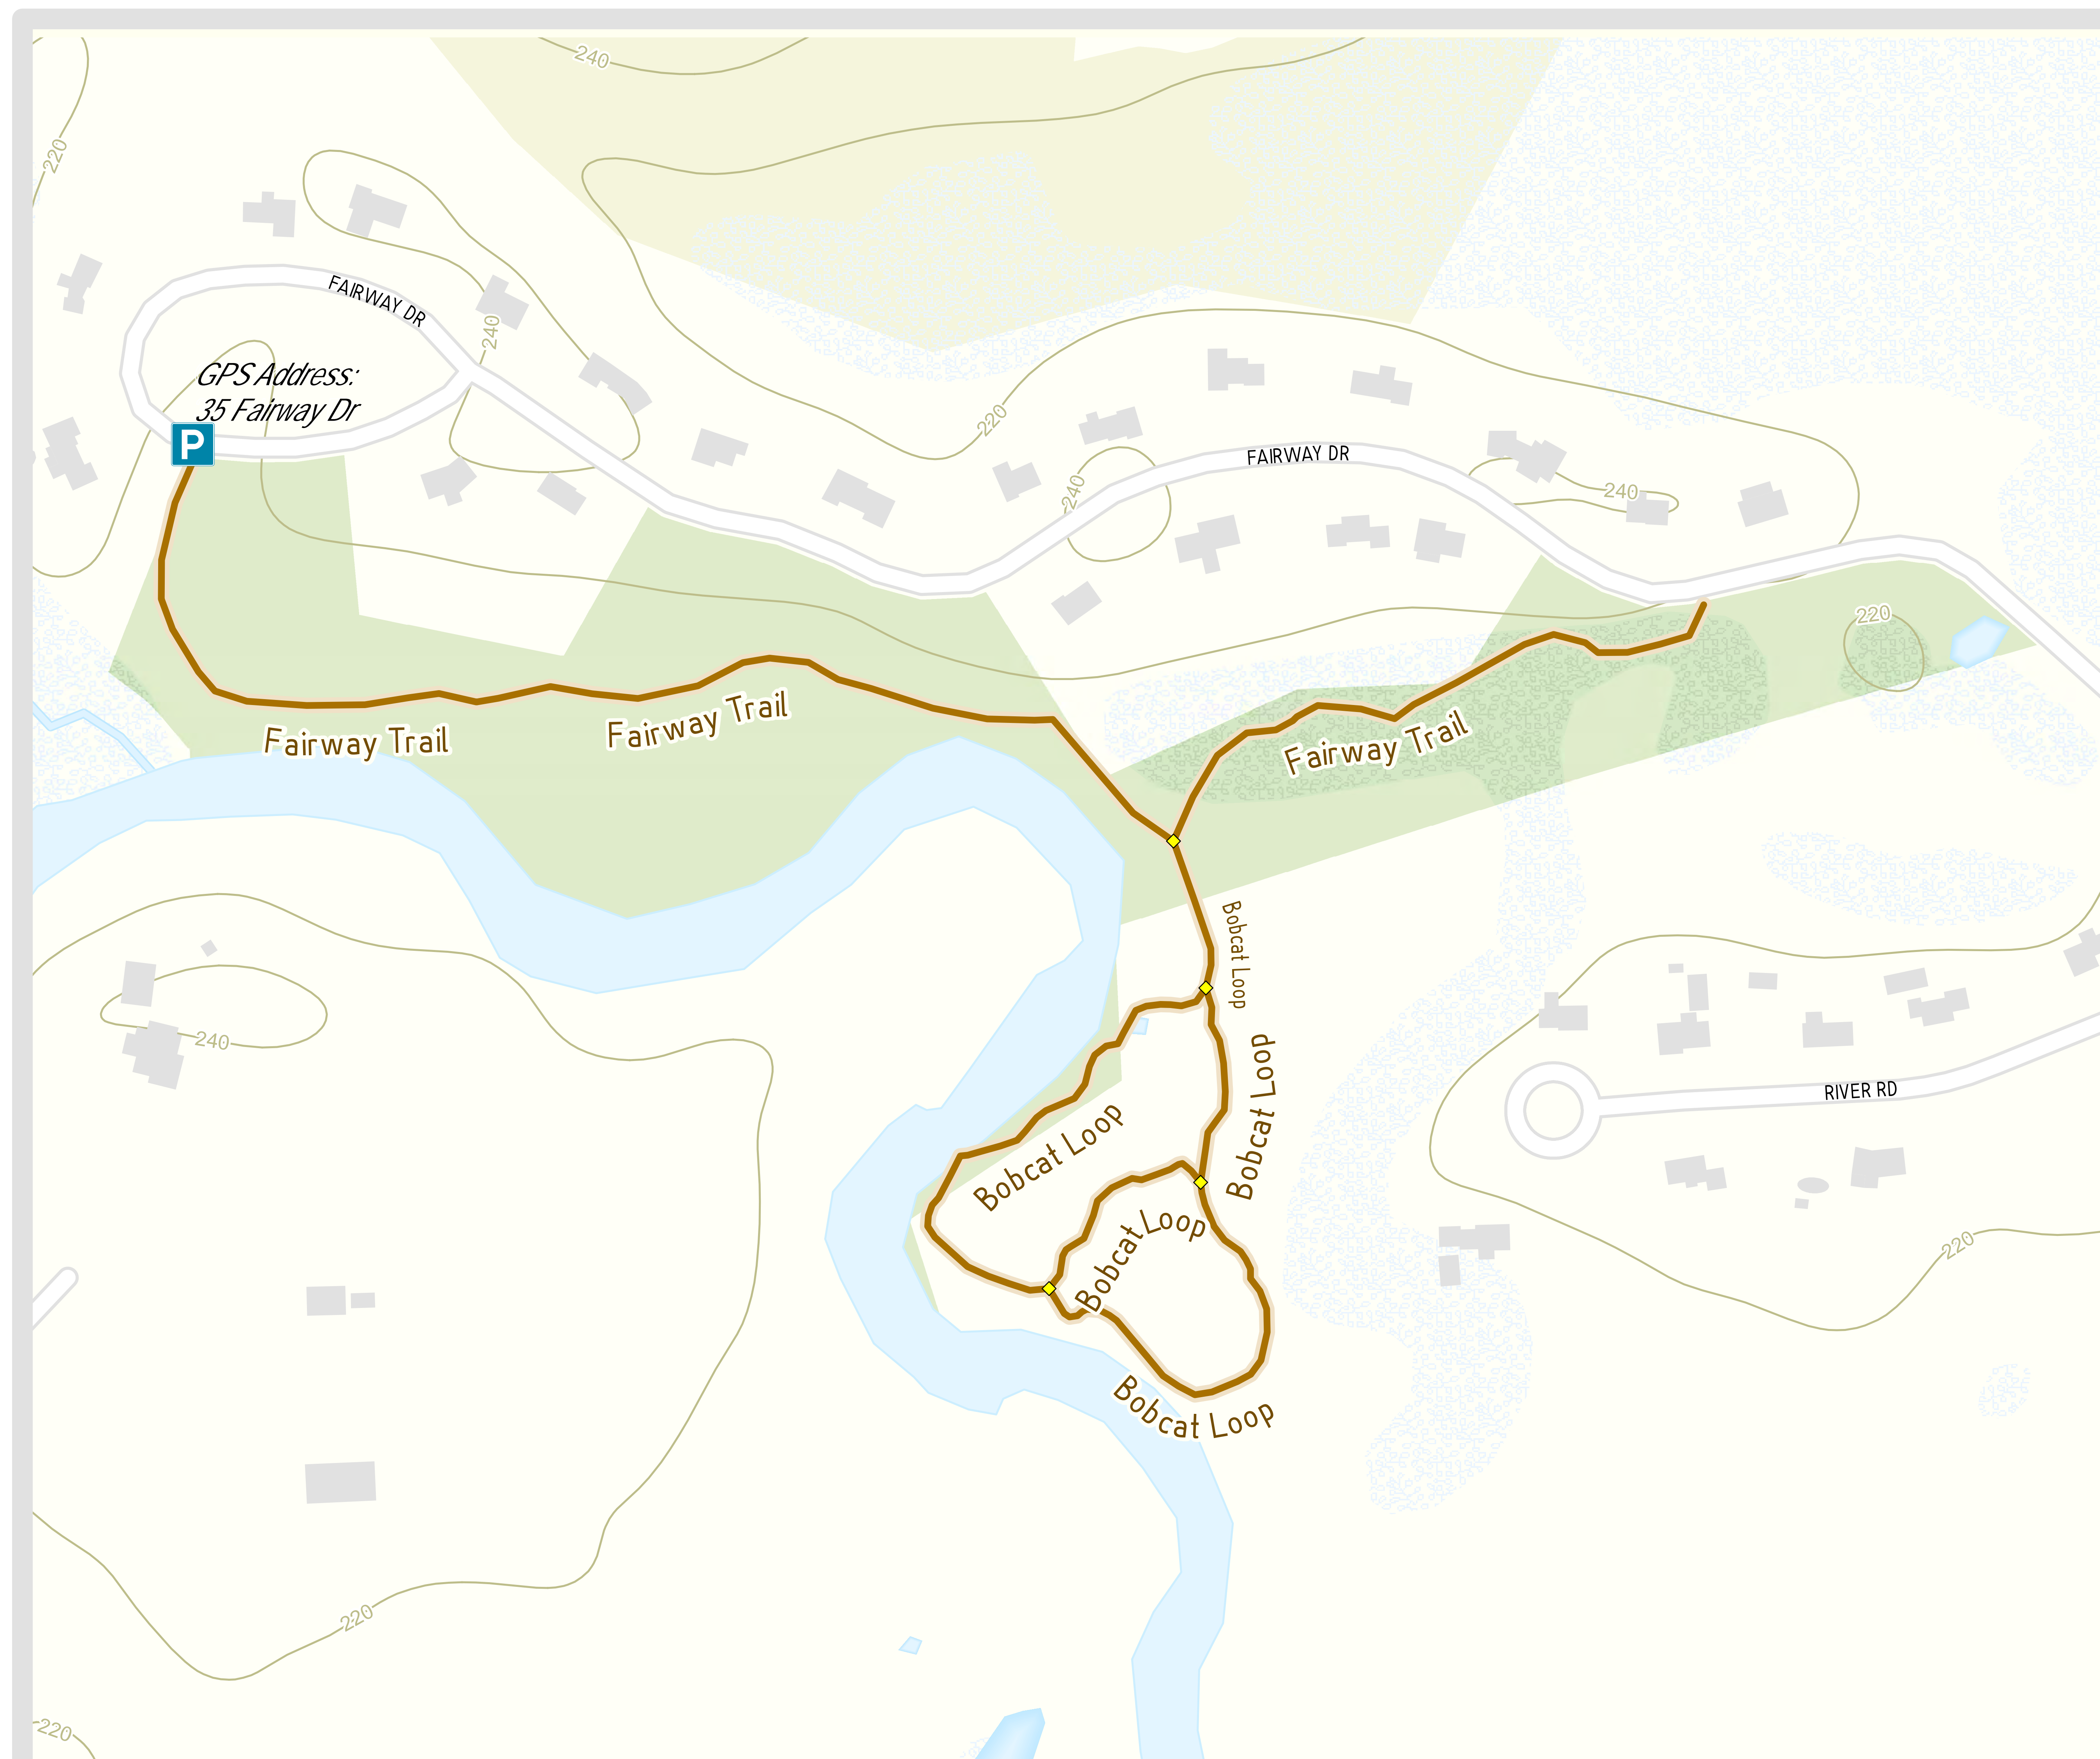 240
220
FAIRWAY DR
240
GPS Address:
35 Fairway Dr
P
220
FAIRWAY DR
240
240
220
Fairway Trail
Fairway Trail
Fairway Trail
Bobcat Loop
240
Bobcat Loop
RIVER RD
Bobcat Loop
Bobcat Loop
220
Bobcat Loop
220
220